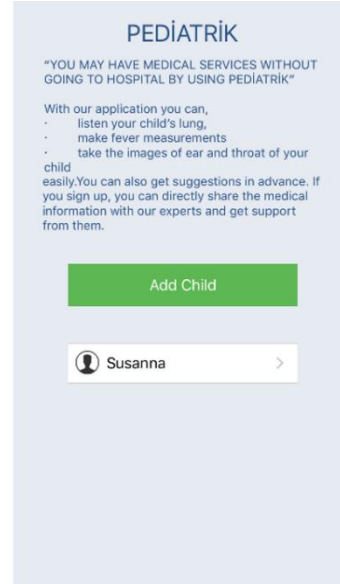 PEDİATRİK
“YOU MAY HAVE MEDICAL SERVICES WITHOUT
GOING TO HOSPITAL BY USING PEDİATRİK”
With our application you can,
· listen your child’s lung,
· make fever measurements
· take the images of ear and throat of your
child
easily.You can also get suggestions in advance. If
you sign up, you can directly share the medical
information with our experts and get support
from them.
Add Child
Susanna